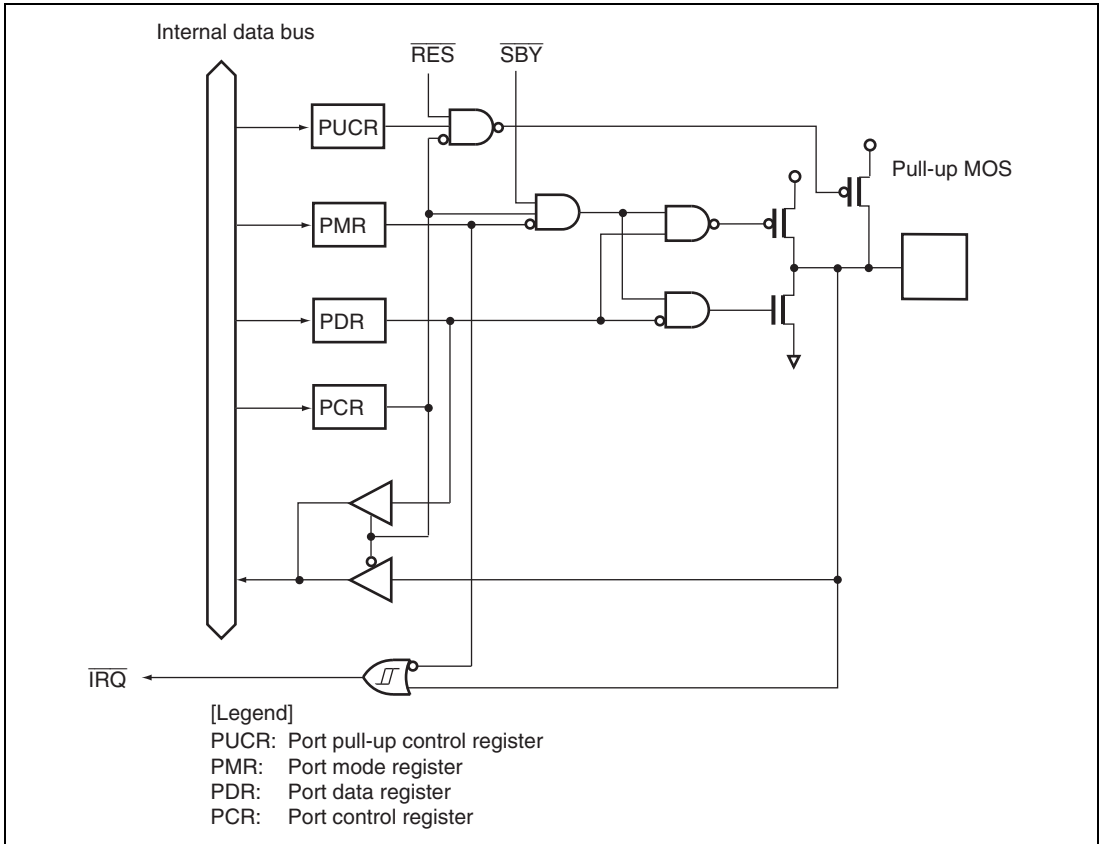 Internal data bus
RES
SBY
PUCR
Pull-up MOS
PMR
PDR
PCR
IRQ
[Legend]
PUCR: Port pull-up control register
PMR: Port mode register
PDR: Port data register
PCR: Port control register